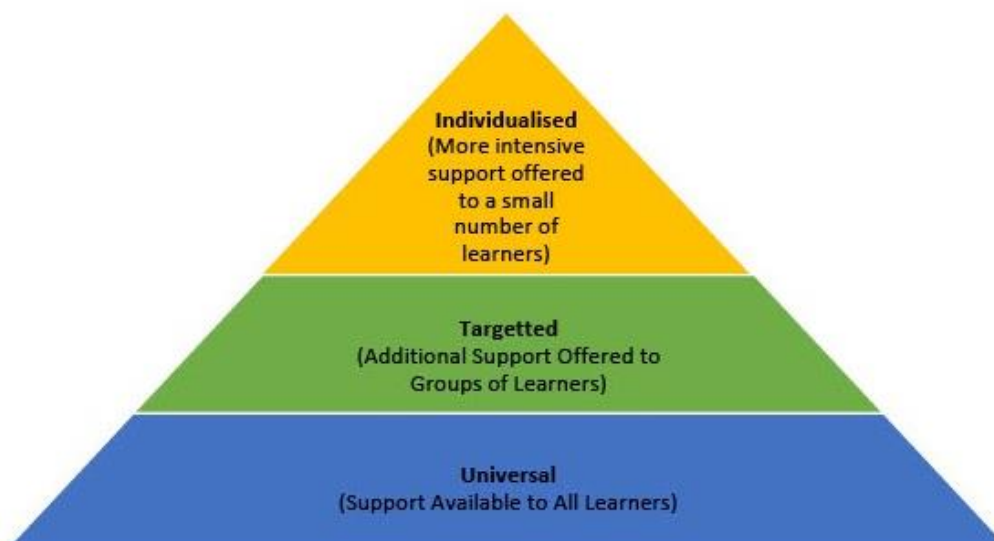 Individualised
(More intensive
support offered
to a small
number of
learners)
Targetted
(Additional Support Offered to
Groups of Learners)
Universal
(Support Available to All Learners)